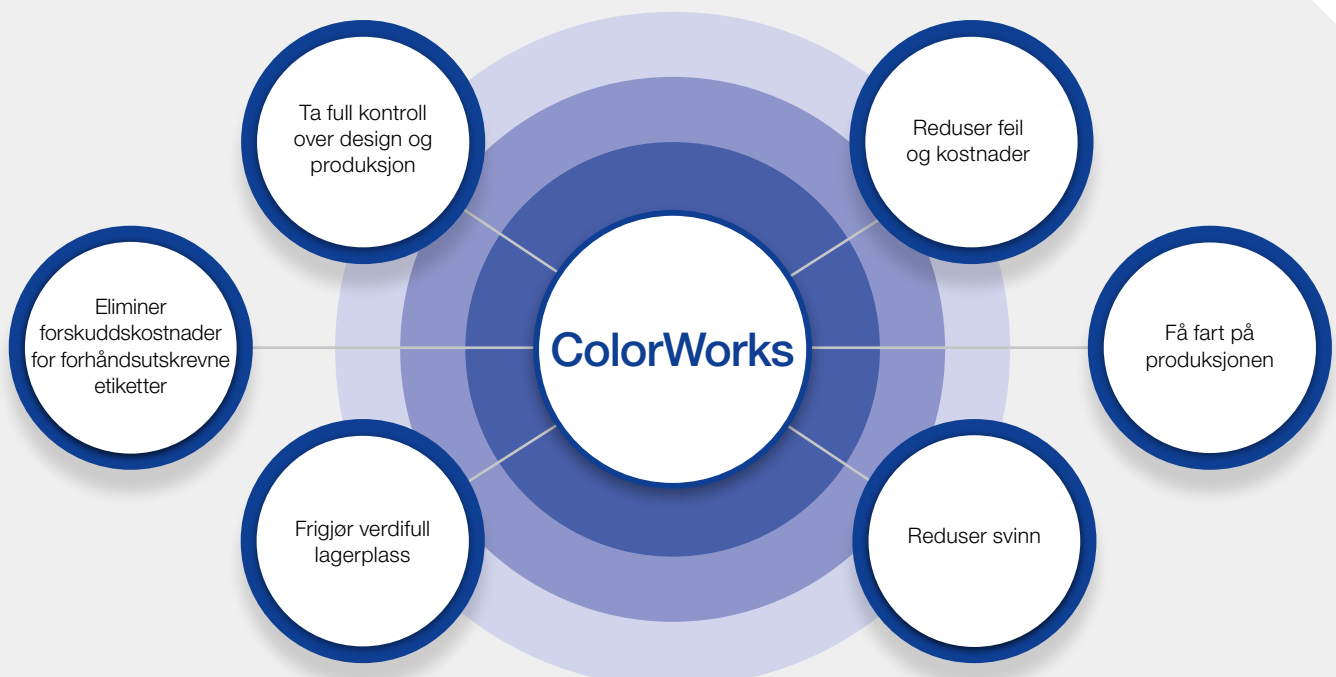 Ta full kontroll
over design og
produksjon
Reduser feil
og kostnader
Eliminer
forskuddskostnader
for forhåndsutskrevne
etiketter
ColorWorks
Få fart på
produksjonen
Frigjør verdifull
lagerplass
Reduser svinn